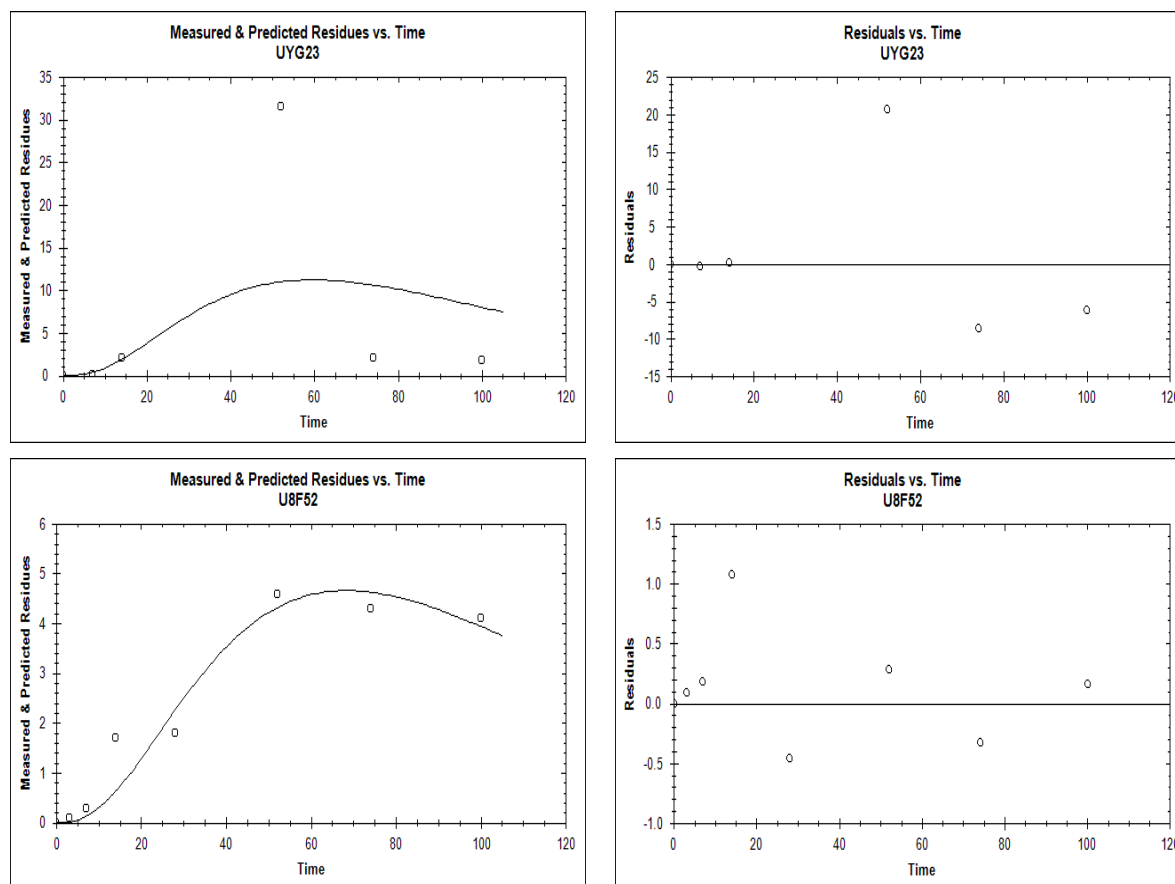 Measured & Predicted Residues vs. Time
UYG23
Measured & Predicted Residues
35
30
25
20
15
10
5
0
0 20 40 60 80 100 120
Time
Residuals vs. Time
UYG23
Residuals
25
20
15
10
5
0
-5
-10
-15
0 20 40 60 80 100 120
Time
Measured & Predicted Residues vs. Time
U8F52
Measured & Predicted Residues
6
5
4
3
2
1
0
0 20 40 60 80 100 120
Time
Residuals vs. Time
U8F52
Residuals
1.5
1.0
0.5
0.0
-0.5
-1.0
0 20 40 60 80 100 120
Time